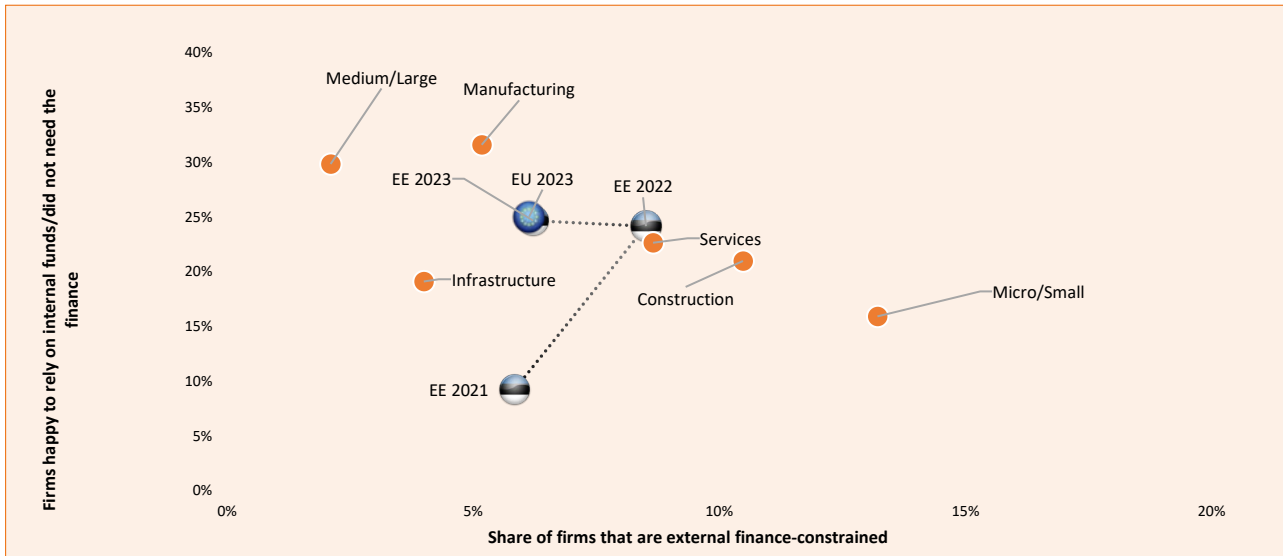 Firms happy to rely on internal funds/did not need the
finance
40%
35%
30%
25%
20%
15%
10%
5%
0%
Medium/Large
Manufacturing
EE 2023
EU 2023
EE 2022
Services
Infrastructure
Construction
Micro/Small
EE 2021
0%
5%
10%
15%
20%
Share of firms that are external finance-constrained